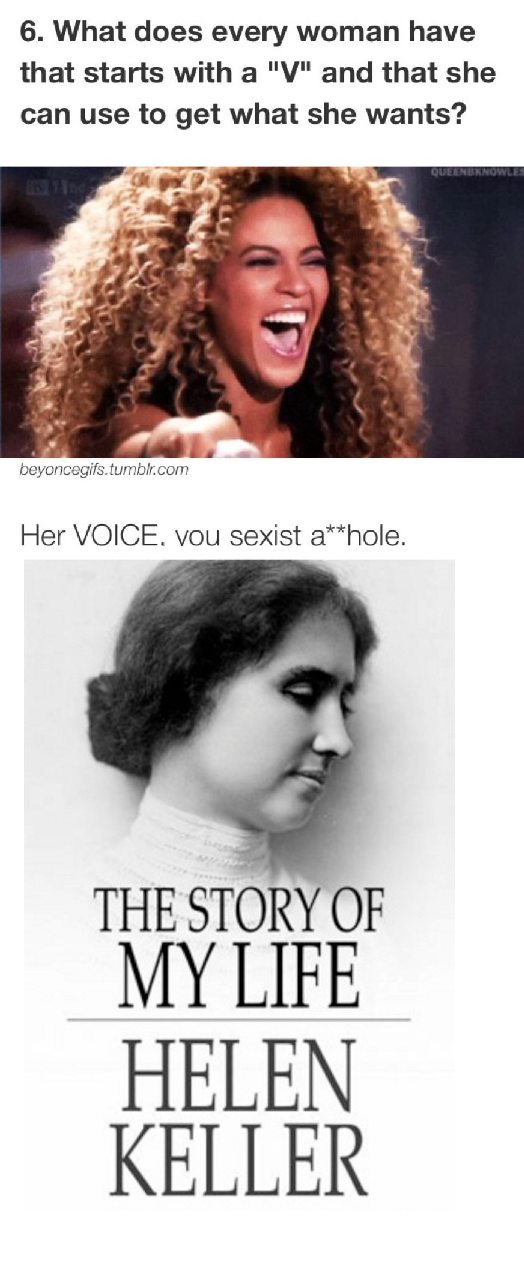 6. What does every woman have
that starts with a "V" and that she
can use to get what she wants?
QUEENBKNOWLES
beyoncegifs.tumblr.com
Her VOICE. vou sexist a**hole.
THE STORY OF
MY LIFE
HELEN
KELLER